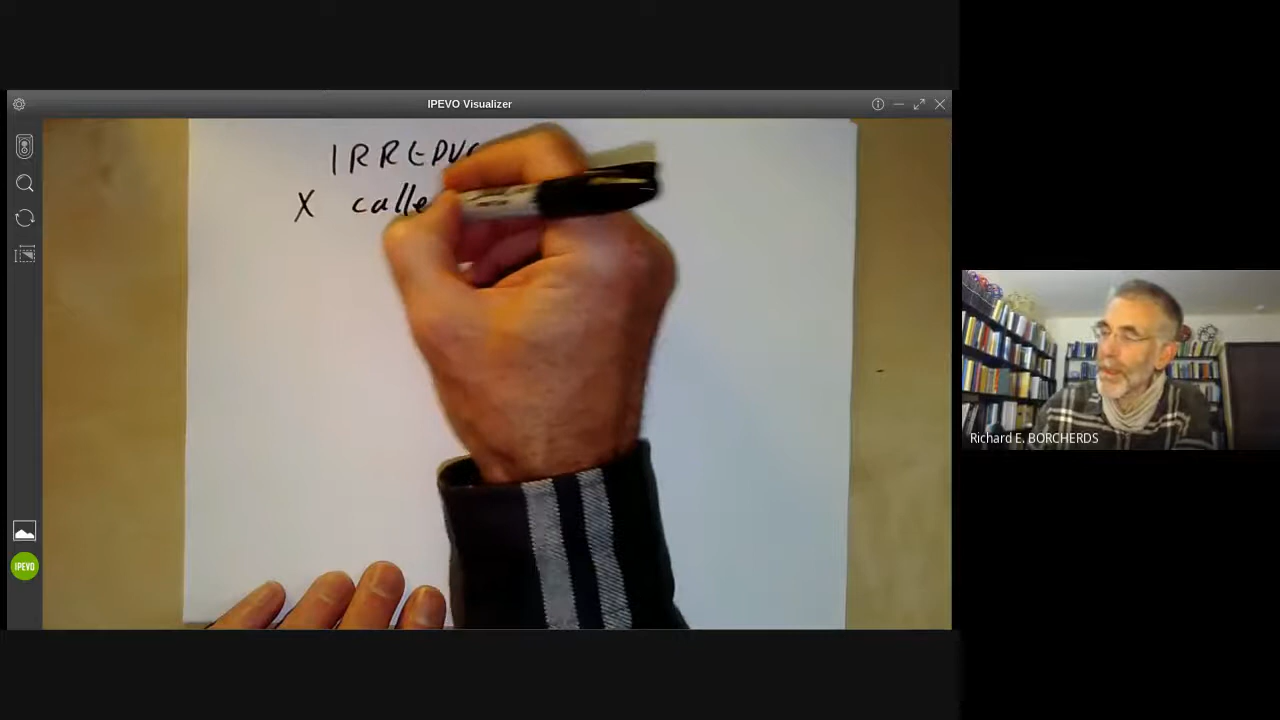 IPEVO Visualizer
IRREDUC
X calle
IPEVO
Richard E. BORCHERDS